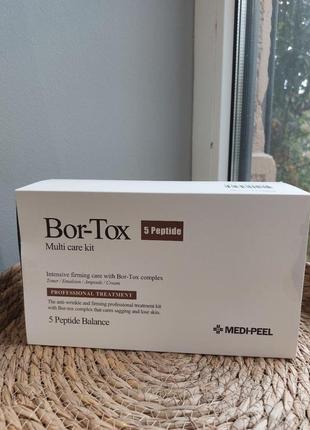 Bor-Tox 5 Peptide
Multi care kit
Intensive firming care with Bor-Tox complex
Toner / Emulsion / Ampoule / Cream
PROFESSIONAL TREATMENT
The anti-wrinkle and firming professional treatment kit
with Bor-tox complex that cares sagging and lose skin.
5 Peptide Balance
MEDI-PEEL